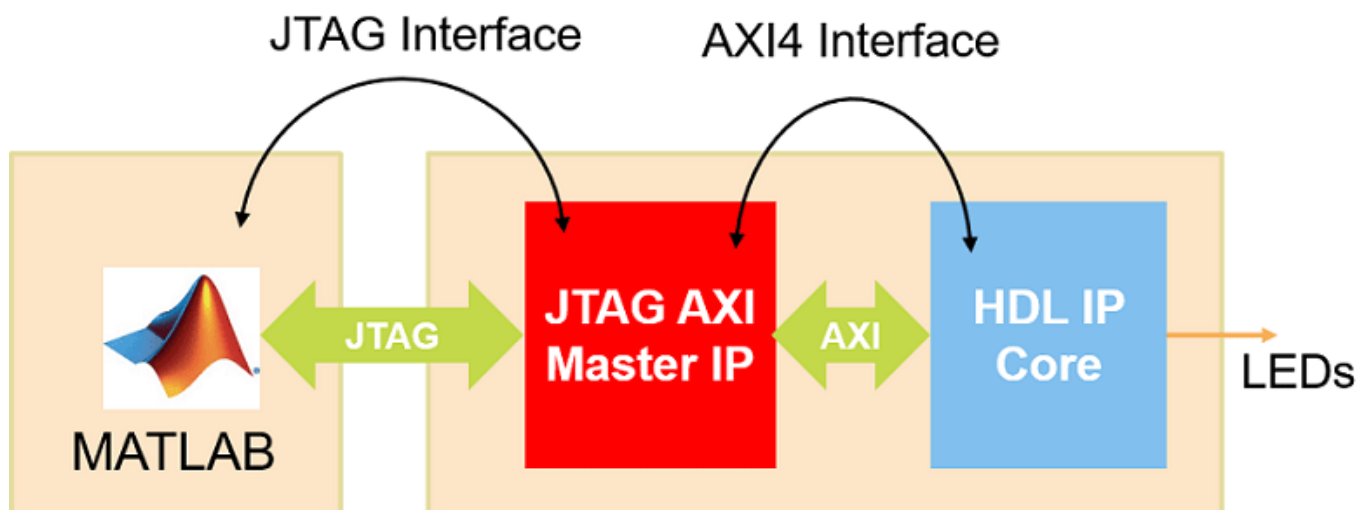 JTAG Interface
AXI4 Interface
JTAG
JTAG AXI
Master IP
AXI
HDL IP
Core
LEDs
MATLAB